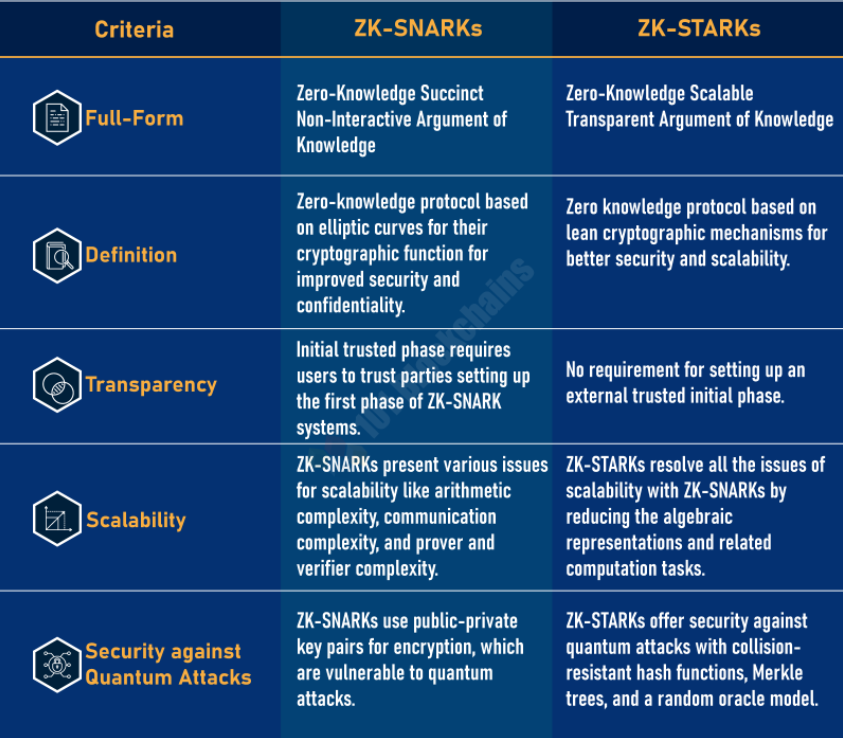 Criteria
ZK-SNARKs
ZK-STARKs
Full-Form
Zero-Knowledge Succinct
Non-Interactive Argument of
Knowledge
Zero-Knowledge Scalable
Transparent Argument of Knowledge
Definition
Zero-knowledge protocol based
on elliptic curves for their
cryptographic function for
improved security and
confidentiality.
Zero knowledge protocol based on
lean cryptographic mechanisms for
better security and scalability.
Transparency
Initial trusted phase requires
users to trust parties setting up
the first phase of ZK-SNARK
systems.
No requirement for setting up an
external trusted initial phase.
Scalability
ZK-SNARKs present various issues
for scalability like arithmetic
complexity, communication
complexity, and prover and
verifier complexity.
ZK-STARKs resolve all the issues of
scalability with ZK-SNARKs by
reducing the algebraic
representations and related
computation tasks.
Security against
Quantum Attacks
ZK-SNARKs use public-private
key pairs for encryption, which
are vulnerable to quantum
attacks.
ZK-STARKs offer security against
quantum attacks with collision-
resistant hash functions, Merkle
trees, and a random oracle model.
101 Blockchains